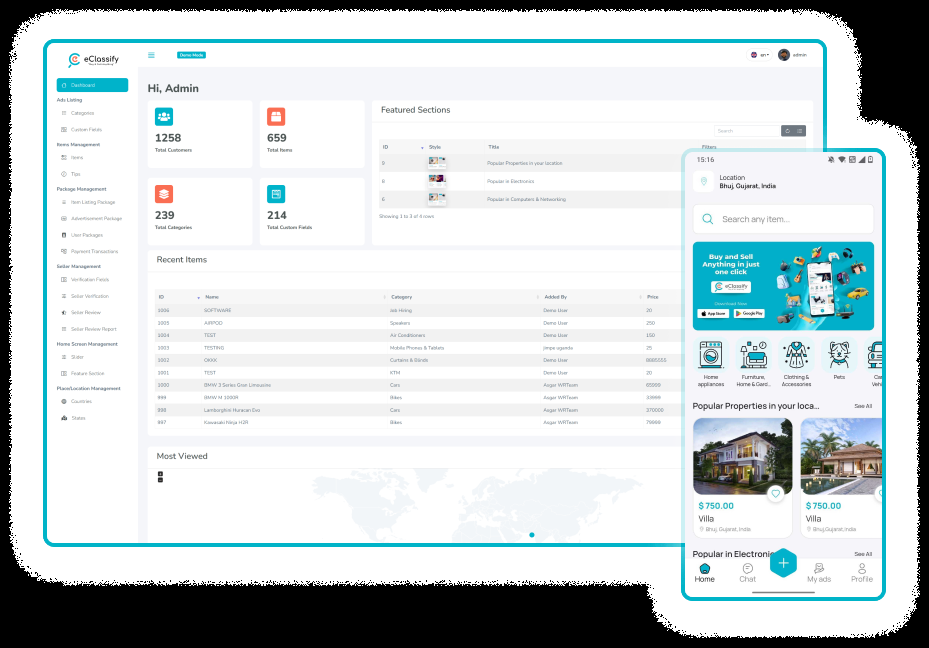 eClassify
Demo Mode
en
admin
Dashboard
Ads Listing
Categories
Custom Fields
Items Management
Items
Tips
Package Management
Item Listing Package
Advertisement Package
User Packages
Payment Transactions
Seller Management
Verification Fields
Seller Verification
Seller Review
Seller Review Report
Home Screen Management
Slider
Feature Section
Place/Location Management
Countries
States
Hi, Admin
1258
Total Customers
659
Total Items
239
Total Categories
214
Total Custom Fields
Featured Sections
Search
ID Style Title Filters
9 Popular Properties in your location
8 Popular in Electronics
6 Popular in Computers & Networking
Showing 1 to 3 of 4 rows
Recent Items
ID Name Category Added By Price
1006 SOFTWARE Job Hiring Demo User 20
1005 AIRPOD Speakers Demo User 250
1004 TEST Air Conditioners Demo User 150
1003 TESTING Mobile Phones & Tablets jimpa uganda 25
1002 OKKK Curtains & Blinds Demo User
1001 TEST KTM Demo User 20
1000 BMW 3 Series Gran Limousine Cars Asgar WRTeam 65999
999 BMW M 1000R Bikes Asgar WRTeam 33999
998 Lamborghini Huracan Evo Cars Asgar WRTeam 378000
997 Kawasaki Ninja H2R Bikes Asgar WRTeam 79999
Most Viewed
15:16
Location
Bhuj, Gujarat, India
Search any item...
Buy and Sell
Anything in just
one click
eClassify
Download Now
App Store
Google Play
Home
appliances
Furniture,
Home & Gard...
Clothing &
Accessories
Pets
Popular Properties in your loca... See All
$ 750.00
Villa
Bhuj, Gujarat, India
$ 750.00
Villa
Bhuj, Gujarat, India
Popular in Electronic See All
Home
Chat
My ads
Profile